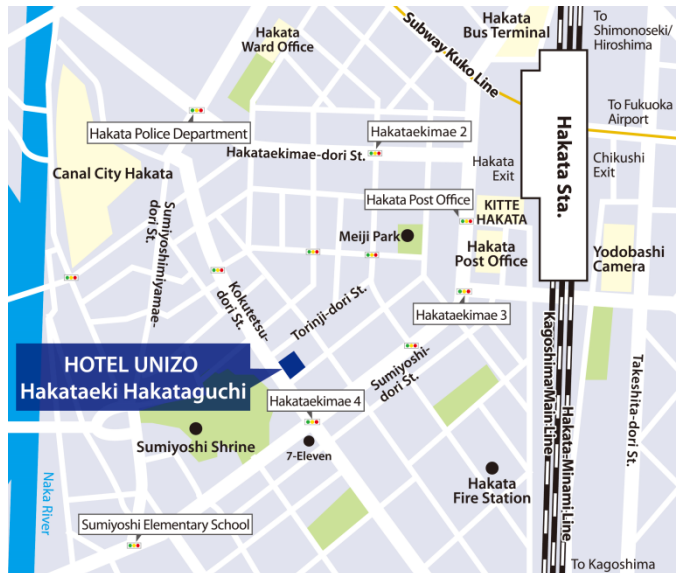 Hakata
Ward Office
Subway Kuko Line
Hakata
Bus Terminal
To
Shimonoseki/
Hiroshima
Hakata Police Department
Hakataekimae 2
Hakataekimae-dori St.
To Fukuoka
Airport
Hakata
Exit
Hakata Sta.
Chikushi
Exit
Canal City Hakata
Sumiyoshimiyamae-
dori St.
Hakata Post Office
KITTE
HAKATA
Meiji Park
Hakata
Post Office
Yodobashi
Camera
Kokutetsu-
dori St.
Torinji-dori St.
Hakataekimae 3
HOTEL UNIZO
Hakataeki Hakataguchi
Sumiyoshi-
dori St.
Kagoshima Main Line
Hakata-Minami Line
Takeshita-dori St.
Hakataekimae 4
Sumiyoshi Shrine
7-Eleven
Naka River
Hakata
Fire Station
Sumiyoshi Elementary School
To Kagoshima